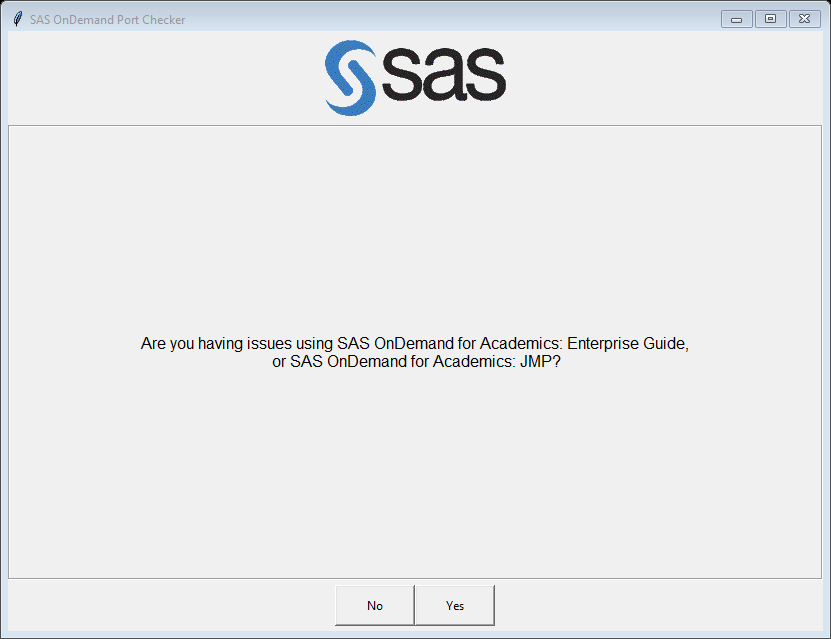 SAS OnDemand Port Checker
sas
Are you having issues using SAS OnDemand for Academics: Enterprise Guide,
or SAS OnDemand for Academics: JMP?
No
Yes